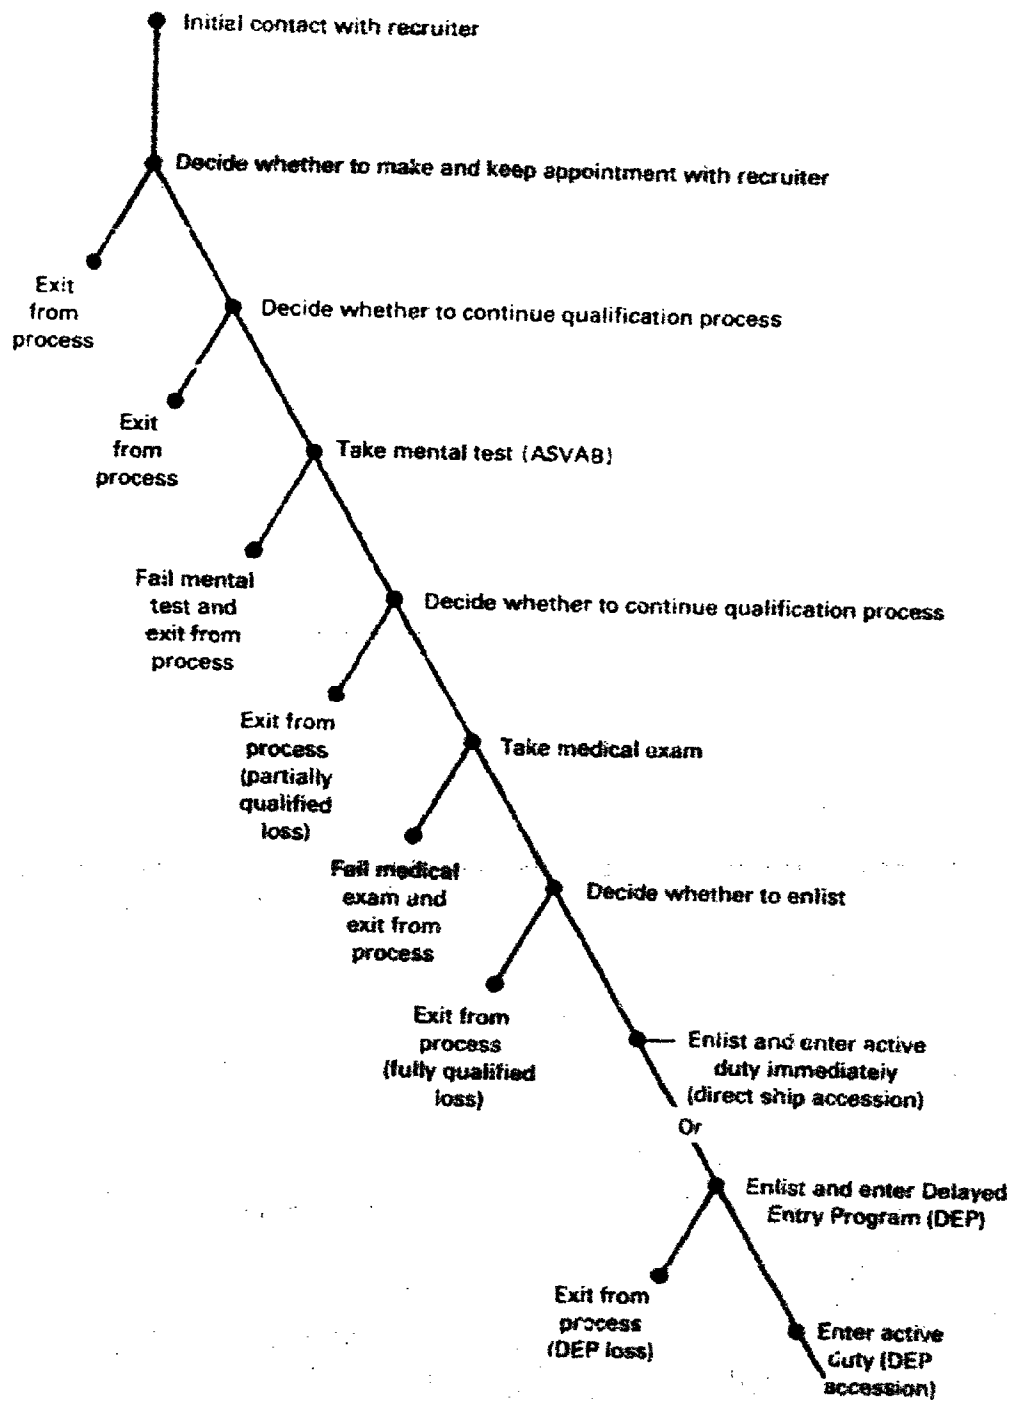 Initial contact with recruiter
Decide whether to make and keep appointment with recruiter
Exit
from
process
Decide whether to continue qualification process
Exit
from
process
Take mental test (ASVAB)
Fail mental
test and
exit from
process
Decide whether to continue qualification process
Exit from
process
(partially
qualified
loss)
Take medical exam
Fail medical
exam and
exit from
process
Decide whether to enlist
Exit from
process
(fully qualified
loss)
Enlist and enter active
duty immediately
(direct ship accession)
Or
Enlist and enter Delayed
Entry Program (DEP)
Exit from
process
(DEP loss)
Enter active
duty (DEP
accession)